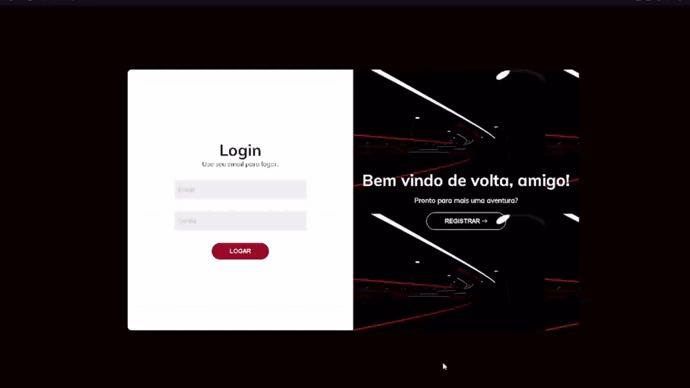 Login
Use seu email para logar.
Email
Senha
LOGAR
Bem vindo de volta, amigo!
Pronto para mais uma aventura?
REGISTRAR →